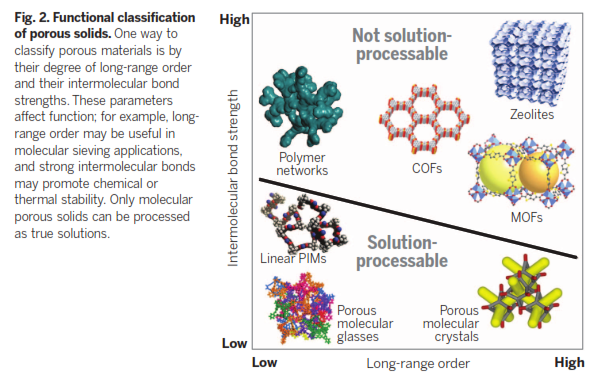 Fig. 2. Functional classification
of porous solids. One way to
classify porous materials is by
their degree of long-range order
and their intermolecular bond
strengths. These parameters
affect function; for example, long-
range order may be useful in
molecular sieving applications,
and strong intermolecular bonds
may promote chemical or
thermal stability. Only molecular
porous solids can be processed
as true solutions.
High
Intermolecular bond strength
Low
Not solution-
processable
Zeolites
Polymer
networks
COFs
MOFs
Linear PIMs
Solution-
processable
Porous
molecular
glasses
Porous
molecular
crystals
Low
Long-range order
High